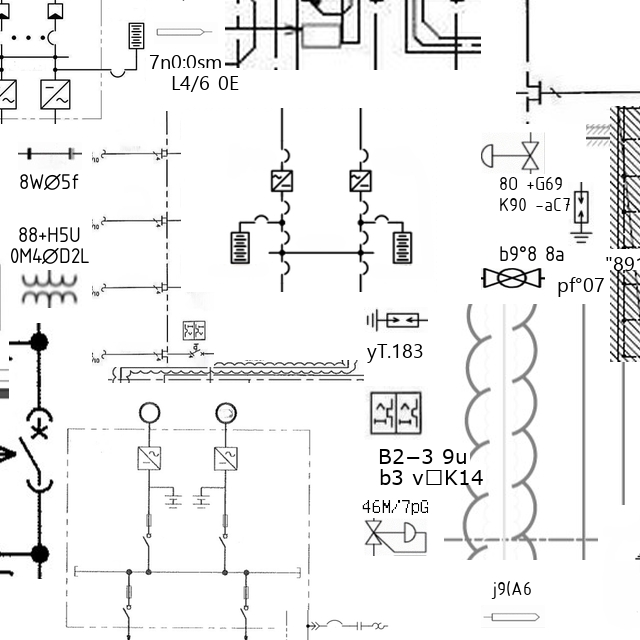 7n0:0sm
L4/6 0E
8WØ5f
80 +G69
K90 -aC7
88+H5U
0M4ØD2L
b9°8 8a
pf°07
"891
yT.183
B2-3 9u
b3 v□K14
46M/'7pG
j9(A6